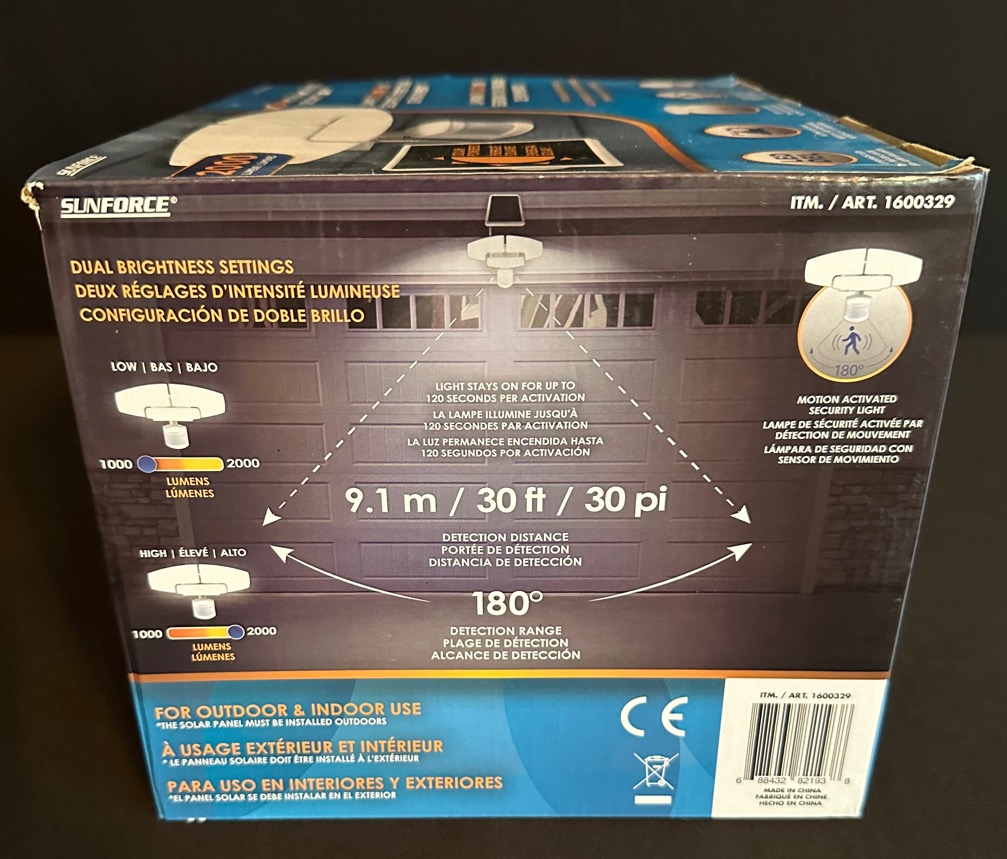 SUNFORCE
2000
SUNFORCE®
ITM. / ART. 1600329
DUAL BRIGHTNESS SETTINGS
DEUX RÉGLAGES D'INTENSITÉ LUMINEUSE
CONFIGURACIÓN DE DOBLE BRILLO
LOW | BAS | BAJO
1000 2000
LUMENS
LÚMENES
HIGH | ÉLEVÉ | ALTO
1000 2000
LUMENS
LÚMENES
LIGHT STAYS ON FOR UP TO
120 SECONDS PER ACTIVATION
LA LAMPE ILLUMINE JUSQU'À
120 SECONDES PAR ACTIVATION
LA LUZ PERMANECE ENCENDIDA HASTA
120 SEGUNDOS POR ACTIVACIÓN
9.1 m / 30 ft / 30 pi
DETECTION DISTANCE
PORTÉE DE DÉTECTION
DISTANCIA DE DETECCIÓN
180°
DETECTION RANGE
PLAGE DE DÉTECTION
ALCANCE DE DETECCIÓN
180°
MOTION ACTIVATED
SECURITY LIGHT
LAMPE DE SÉCURITÉ ACTIVÉE PAR
DÉTECTION DE MOUVEMENT
LÁMPARA DE SEGURIDAD CON
SENSOR DE MOVIMIENTO
FOR OUTDOOR & INDOOR USE
*THE SOLAR PANEL MUST BE INSTALLED OUTDOORS
À USAGE EXTÉRIEUR ET INTÉRIEUR
* LE PANNEAU SOLAIRE DOIT ÊTRE INSTALLÉ À L'EXTÉRIEUR
PARA USO EN INTERIORES Y EXTERIORES
*EL PANEL SOLAR SE DEBE INSTALAR EN EL EXTERIOR
CE
ITM. / ART. 1600329
6 88432 82193 8
MADE IN CHINA
FABRIQUÉ EN CHINE
HECHO EN CHINA